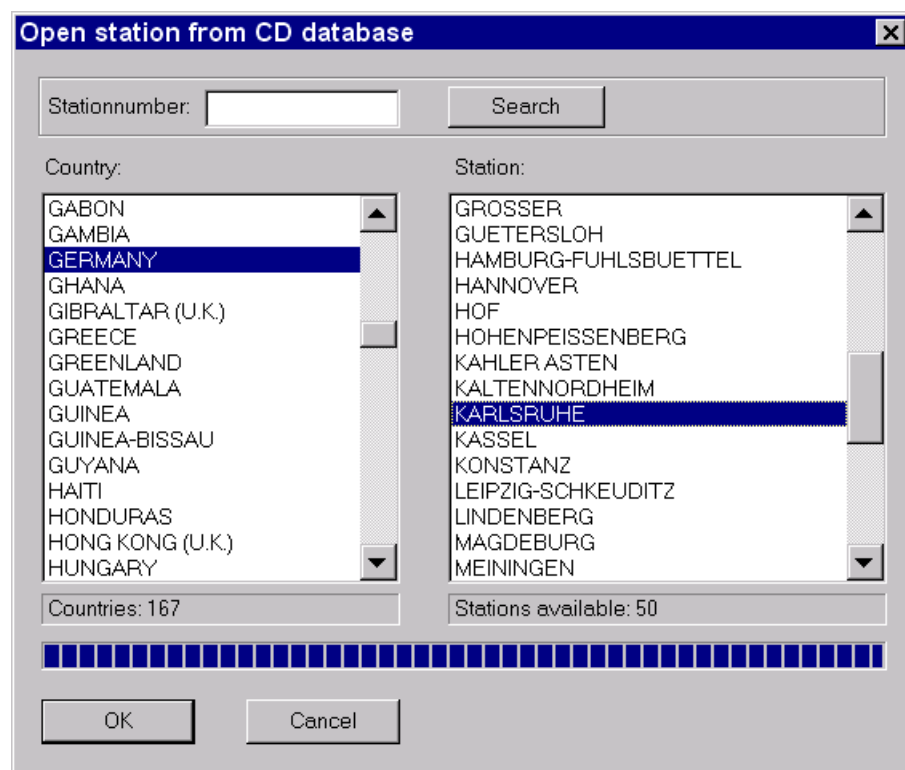 Open station from CD database
Stationnumber:
Search
Country:
GABON
GAMBIA
GERMANY
GHANA
GIBRALTAR (U.K.)
GREECE
GREENLAND
GUATEMALA
GUINEA
GUINEA-BISSAU
GUYANA
HAITI
HONDURAS
HONG KONG (U.K.)
HUNGARY
Countries: 167
Station:
GROSSER
GUETERSLOH
HAMBURG-FUHLSBUETTEL
HANNOVER
HOF
HOHENPEISSENBERG
KAHLER ASTEN
KALTENNORDHEIM
KARLSRUHE
KASSEL
KONSTANZ
LEIPZIG-SCHKEUDITZ
LINDENBERG
MAGDEBURG
MEININGEN
Stations available: 50
OK
Cancel